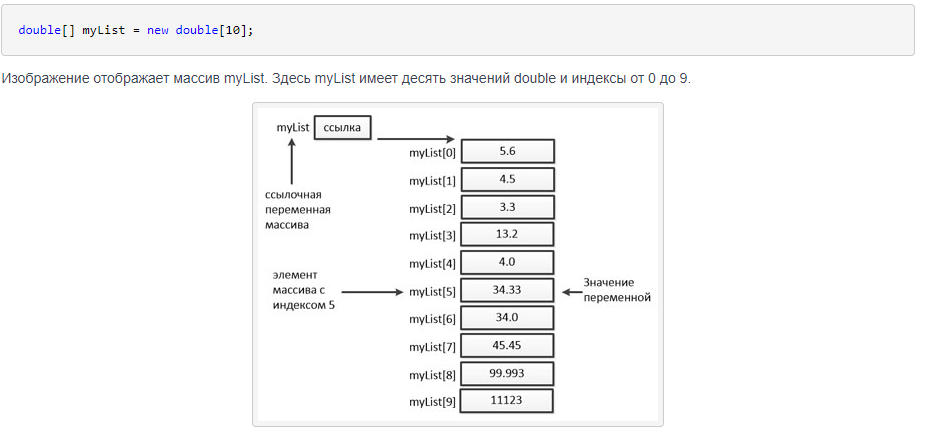 double[] myList = new double[10];
Изображение отображает массив myList. Здесь myList имеет десять значений double и индексы от 0 до 9.
myList ссылка
ссылочная
переменная
массива
myList[0] 5.6
myList[1] 4.5
myList[2] 3.3
myList[3] 13.2
myList[4] 4.0
элемент
массива с
индексом 5
myList[5] 34.33
Значение
переменной
myList[6] 34.0
myList[7] 45.45
myList[8] 99.993
myList[9] 11123